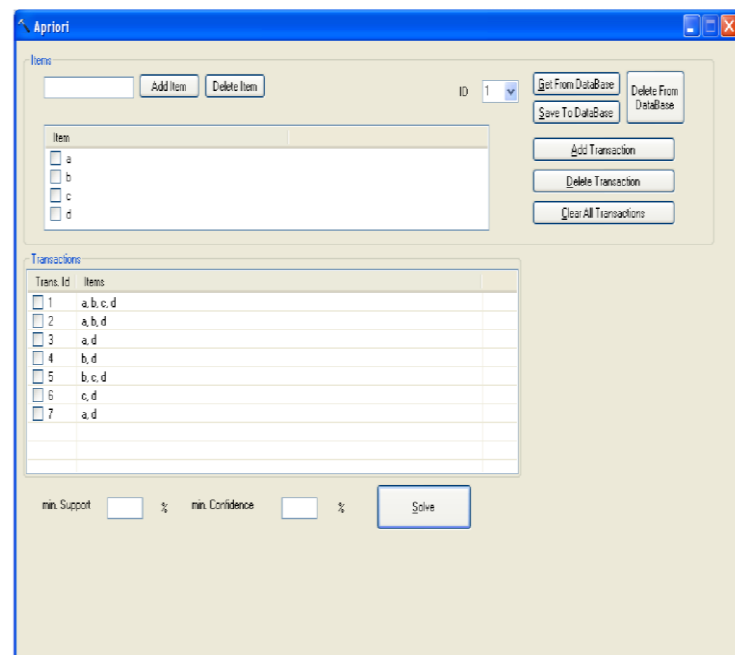 Apriori
Items
Add Item Delete Item ID 1 Get From DataBase Delete From DataBase
Save To DataBase
Item
a
b
c
d
Add Transaction
Delete Transaction
Clear All Transactions
Transactions
Trans. Id Items
1 a, b, c, d
2 a, b, d
3 a, d
4 b, d
5 b, c, d
6 c, d
7 a, d
min. Support % min. Confidence % Solve